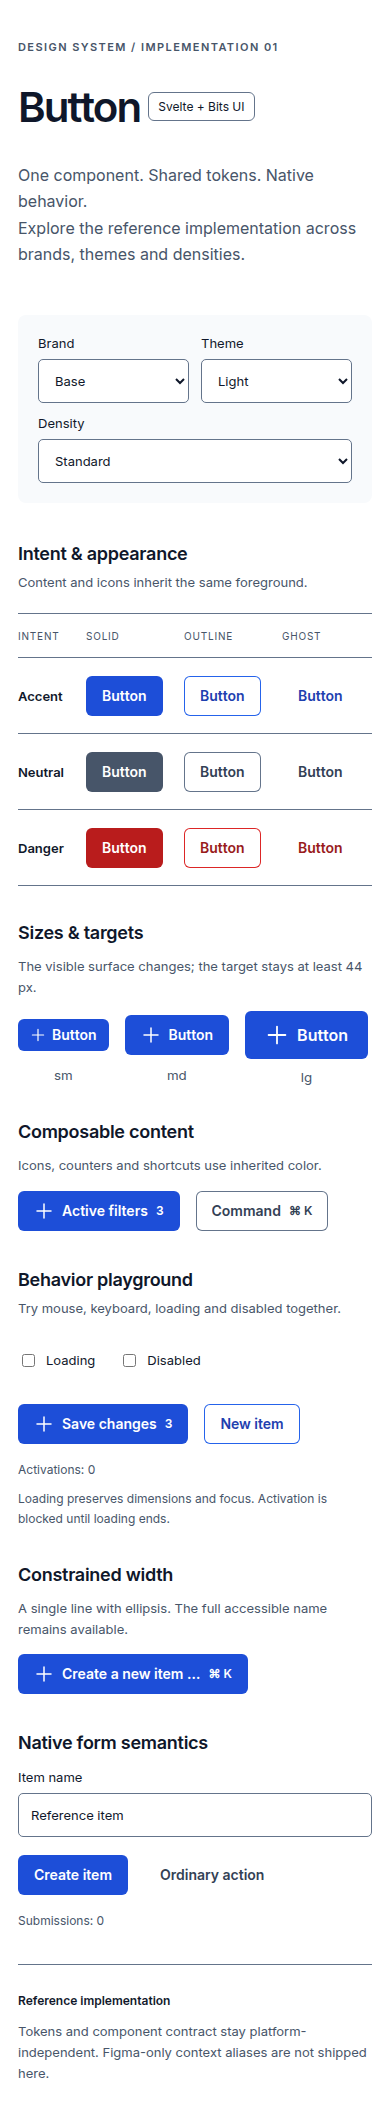 DESIGN SYSTEM / IMPLEMENTATION 01
Button Svelte + Bits UI
One component. Shared tokens. Native
behavior.
Explore the reference implementation across
brands, themes and densities.
Brand Theme
Base Light
Density
Standard
Intent & appearance
Content and icons inherit the same foreground.
INTENT SOLID OUTLINE GHOST
Accent Button Button Button
Neutral Button Button Button
Danger Button Button Button
Sizes & targets
The visible surface changes; the target stays at least 44
px.
Button Button Button
sm md lg
Composable content
Icons, counters and shortcuts use inherited color.
Active filters 3 Command ⌘ K
Behavior playground
Try mouse, keyboard, loading and disabled together.
Loading Disabled
Save changes 3 New item
Activations: 0
Loading preserves dimensions and focus. Activation is
blocked until loading ends.
Constrained width
A single line with ellipsis. The full accessible name
remains available.
Create a new item ... ⌘ K
Native form semantics
Item name
Reference item
Create item Ordinary action
Submissions: 0
Reference implementation
Tokens and component contract stay platform-
independent. Figma-only context aliases are not shipped
here.